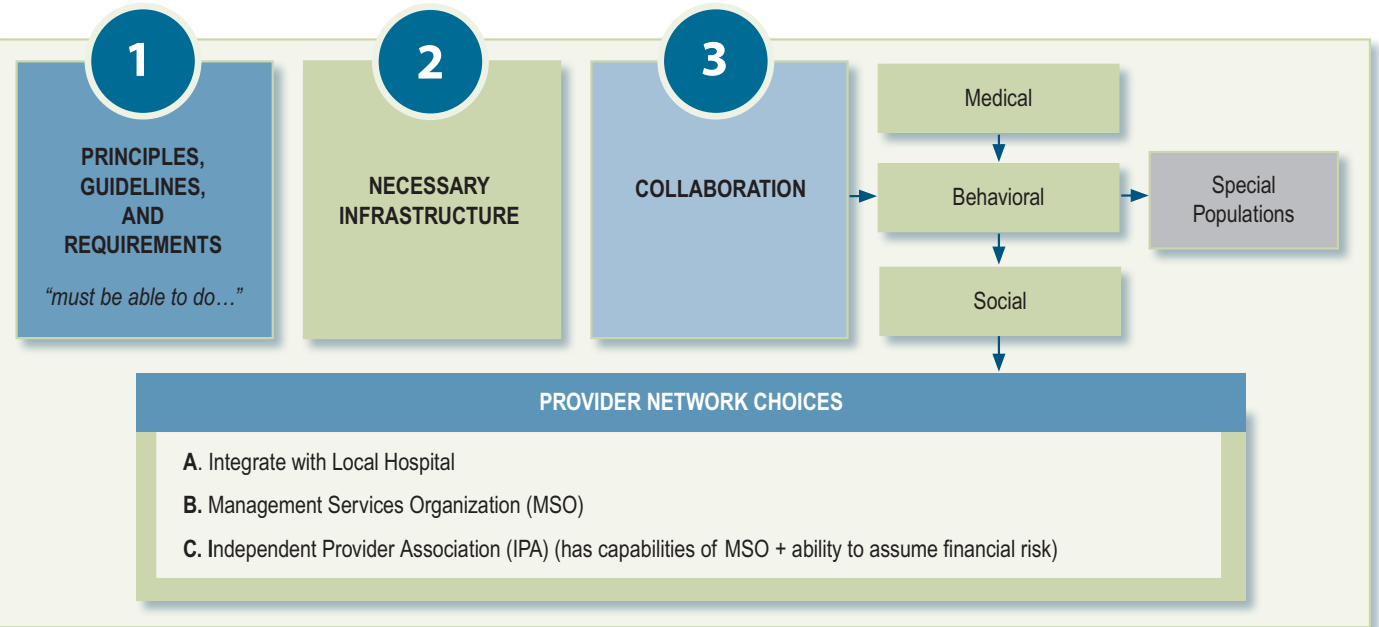 1
PRINCIPLES,
GUIDELINES,
AND
REQUIREMENTS
“must be able to do…”
2
NECESSARY
INFRASTRUCTURE
3
COLLABORATION
Medical
Behavioral
Social
Special
Populations
PROVIDER NETWORK CHOICES
A. Integrate with Local Hospital
B. Management Services Organization (MSO)
C. Independent Provider Association (IPA) (has capabilities of MSO + ability to assume financial risk)